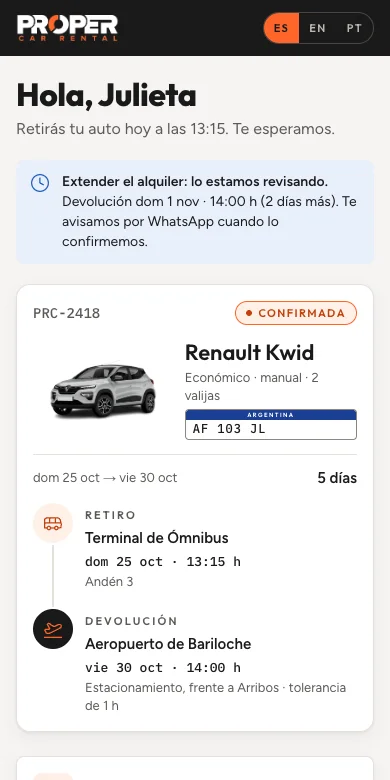 PROPER
CAR RENTAL
ES EN PT
Hola, Julieta
Retirás tu auto hoy a las 13:15. Te esperamos.
Extender el alquiler: lo estamos revisando.
Devolución dom 1 nov · 14:00 h (2 días más). Te
avisamos por WhatsApp cuando lo
confirmemos.
PRC-2418
CONFIRMADA
Renault Kwid
Económico · manual · 2
valijas
ARGENTINA
AF 103 JL
dom 25 oct → vie 30 oct
5 días
RETIRO
Terminal de Ómnibus
dom 25 oct · 13:15 h
Andén 3
DEVOLUCIÓN
Aeropuerto de Bariloche
vie 30 oct · 14:00 h
Estacionamiento, frente a Arribos · tolerancia
de 1 h